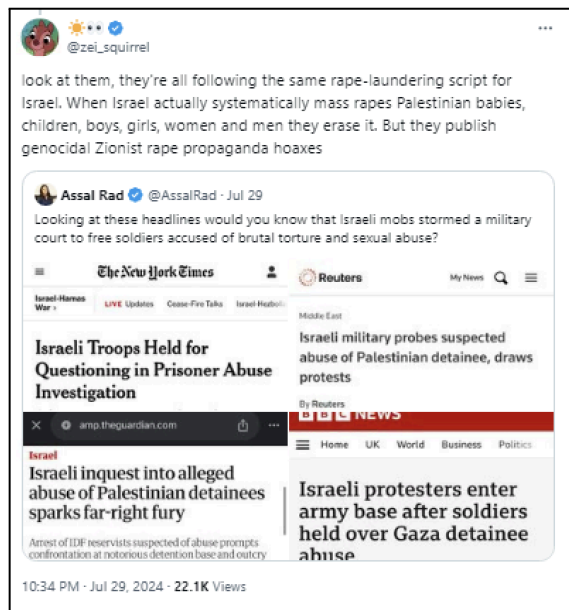 @zei_squirrel
look at them, they're all following the same rape-laundering script for
Israel. When Israel actually systematically mass rapes Palestinian babies,
children, boys, girls, women and men they erase it. But they publish
genocidal Zionist rape propaganda hoaxes
Assal Rad @AssalRad · Jul 29
Looking at these headlines would you know that Israeli mobs stormed a military
court to free soldiers accused of brutal torture and sexual abuse?
The New York Times
Israel-Hamas
War
LIVE Updates Cease-Fire Talks Israel-Hezbolla
Israeli Troops Held for
Questioning in Prisoner Abuse
Investigation
Reuters
My News
Middle East
Israeli military probes suspected
abuse of Palestinian detainee, draws
protests
By Reuters
amp.theguardian.com
Israel
Israeli inquest into alleged
abuse of Palestinian detainees
sparks far-right fury
Arrest of IDF reservists suspected of abuse prompts
confrontation at notorious detention base and outcry
BBC NEWS
Home UK World Business Politics
Israeli protesters enter
army base after soldiers
held over Gaza detainee
abuse
10:34 PM · Jul 29, 2024 · 22.1K Views